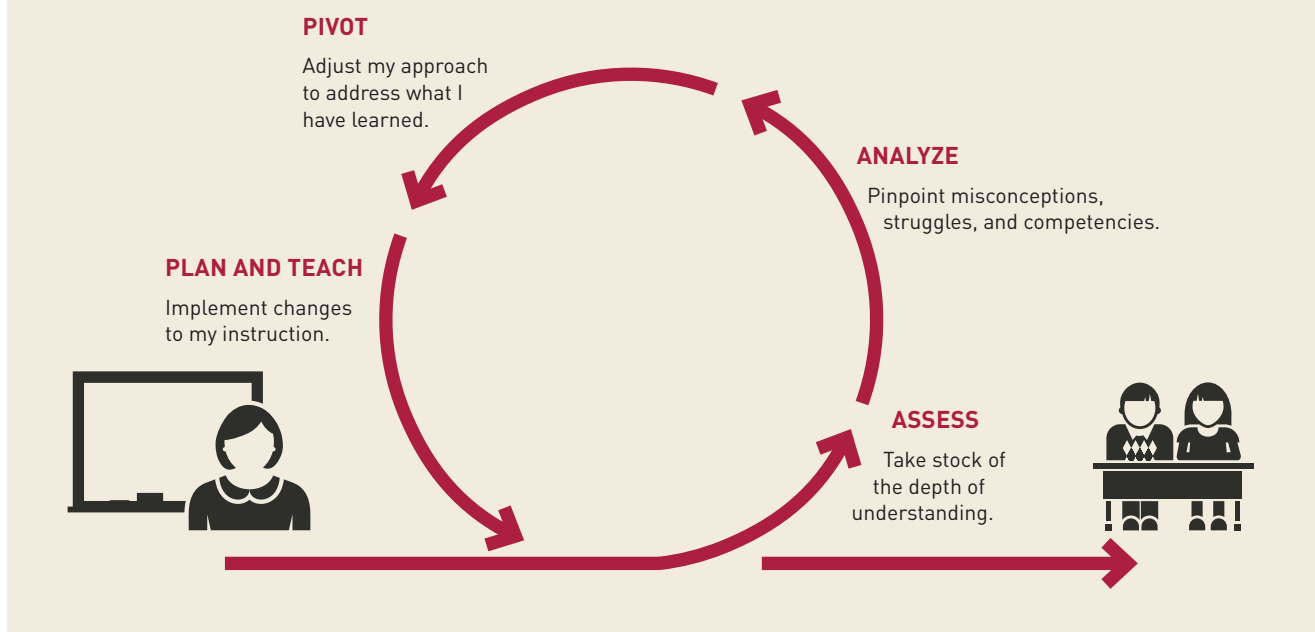 PIVOT
Adjust my approach
to address what I
have learned.
ANALYZE
Pinpoint misconceptions,
struggles, and competencies.
PLAN AND TEACH
Implement changes
to my instruction.
ASSESS
Take stock of
the depth of
understanding.